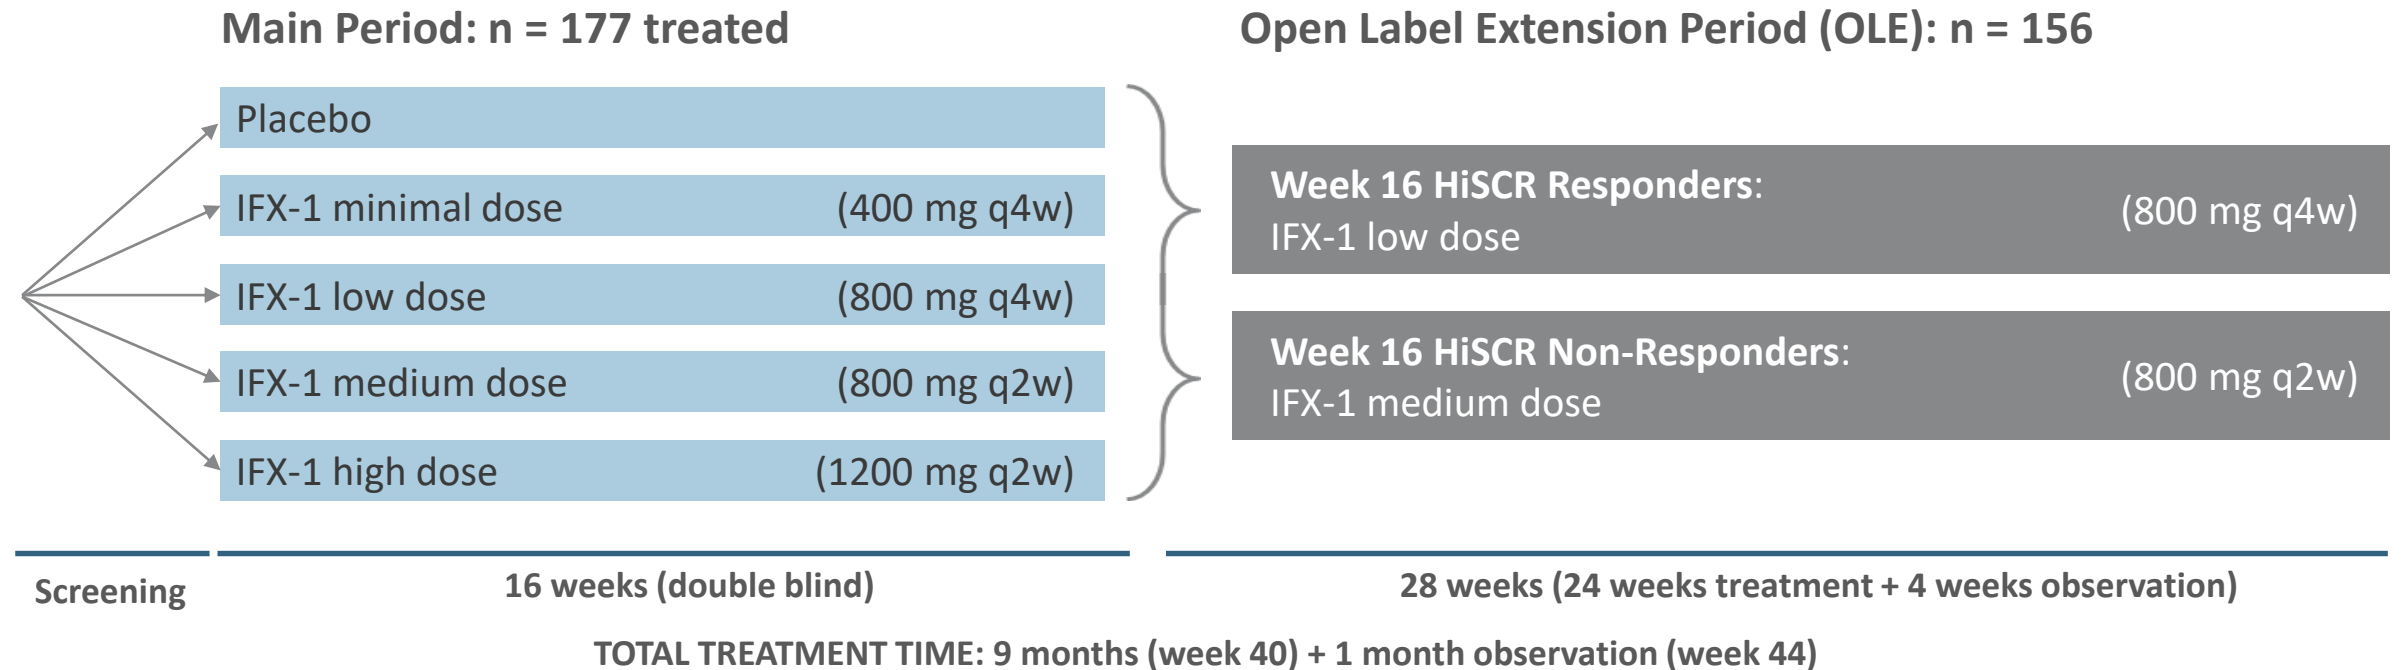 Main Period: n = 177 treated
Open Label Extension Period (OLE): n = 156
Placebo
IFX-1 minimal dose (400 mg q4w)
IFX-1 low dose (800 mg q4w)
IFX-1 medium dose (800 mg q2w)
IFX-1 high dose (1200 mg q2w)
Week 16 HiSCR Responders:
IFX-1 low dose (800 mg q4w)
Week 16 HiSCR Non-Responders:
IFX-1 medium dose (800 mg q2w)
Screening
16 weeks (double blind)
28 weeks (24 weeks treatment + 4 weeks observation)
TOTAL TREATMENT TIME: 9 months (week 40) + 1 month observation (week 44)